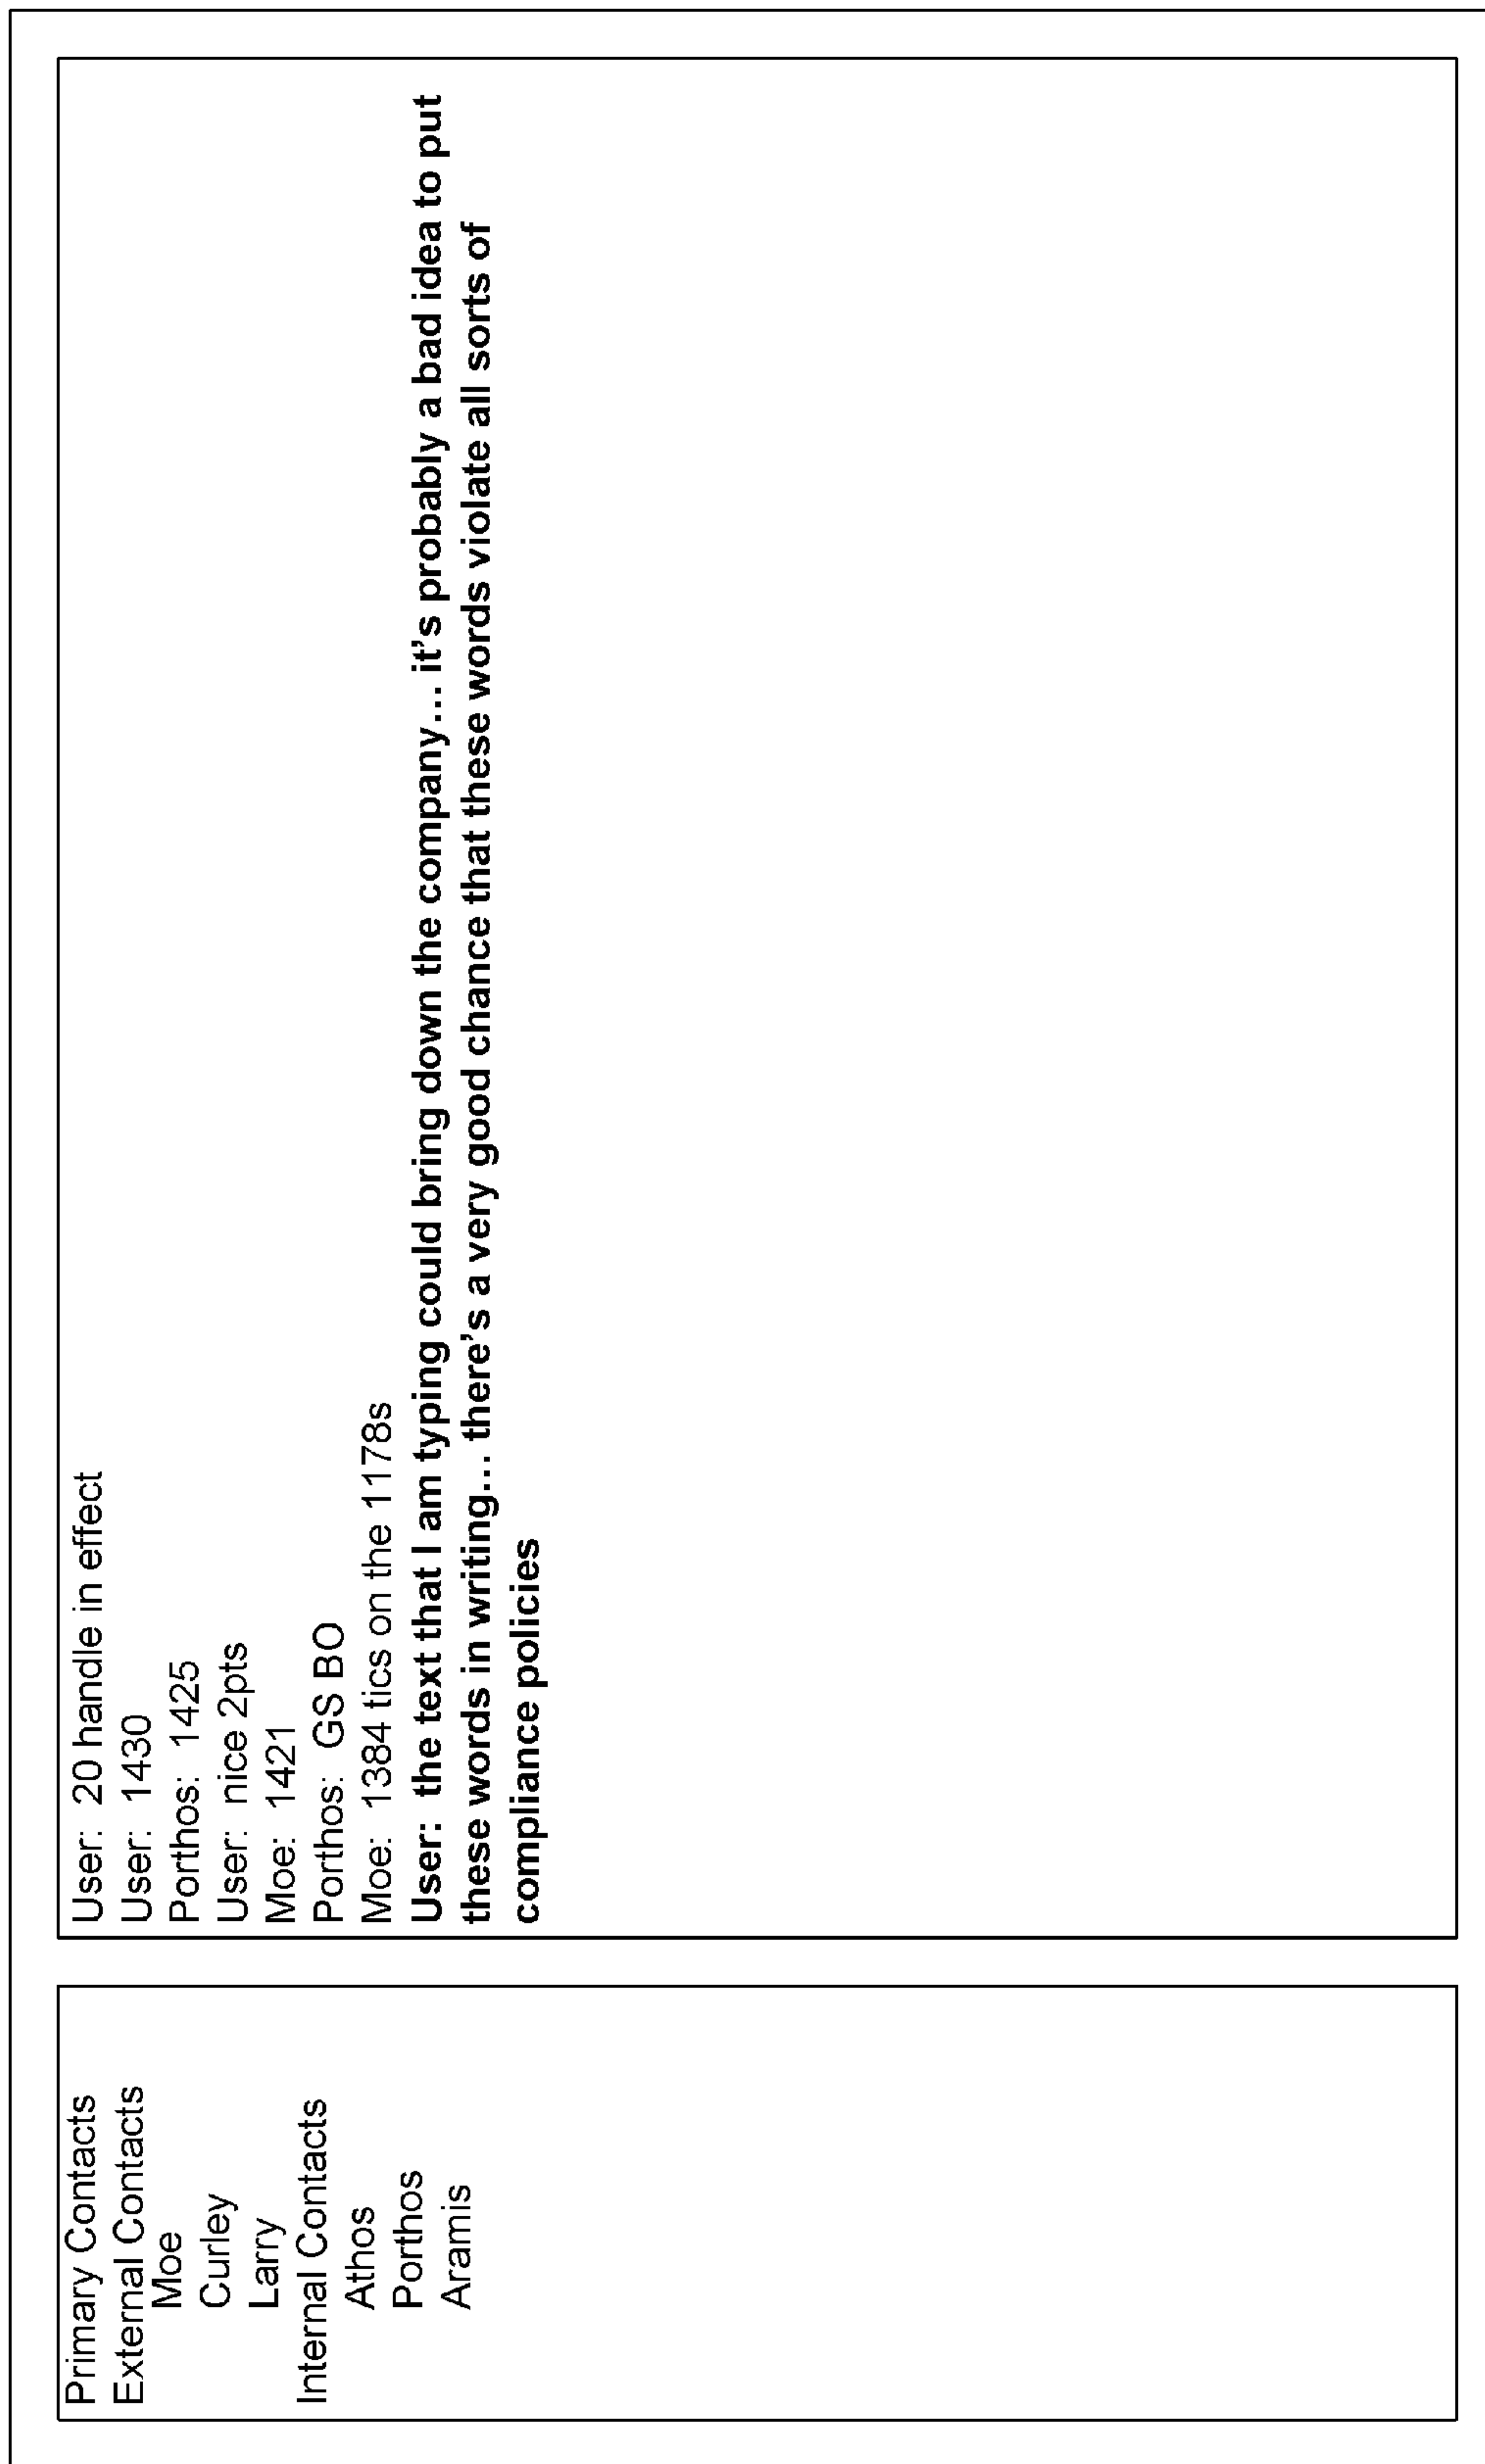 Primary Contacts
External Contacts
Moe
Curley
Larry
Internal Contacts
Athos
Porthos
Aramis
User:  20 handle in effect
User:  1430
Porthos:  1425
User:  nice 2pts
Moe:  1421
Porthos:  GS BO
Moe:  1384 tics on the 1178s
User:  the text that I am typing could bring down the company... it's probably a bad idea to put
these words in writing... there's a very good chance that these words violate all sorts of
compliance policies